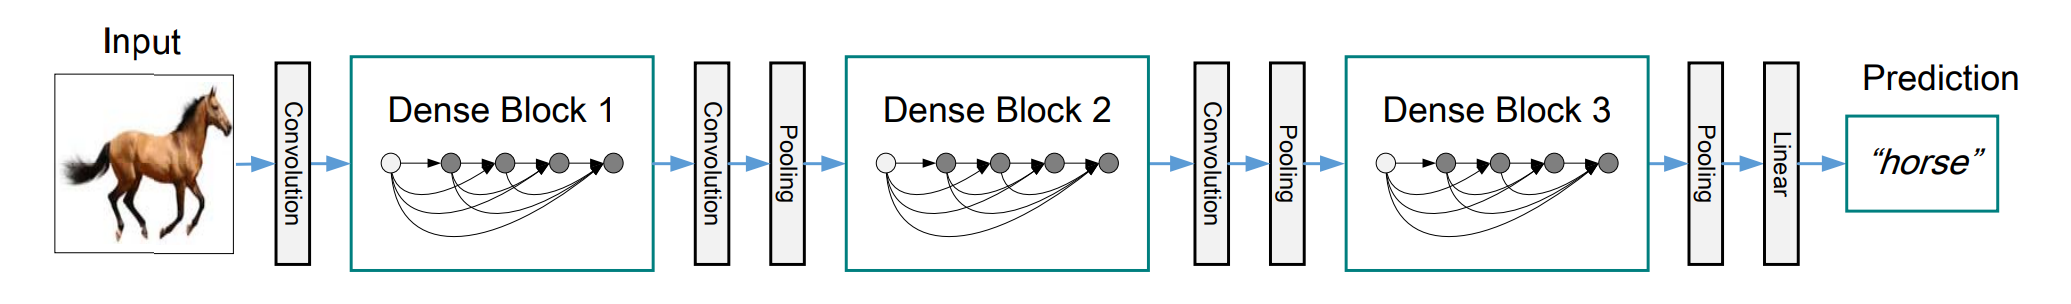 Input
Convolution
Dense Block 1
Convolution
Pooling
Dense Block 2
Convolution
Pooling
Dense Block 3
Pooling
Linear
Prediction
“horse”